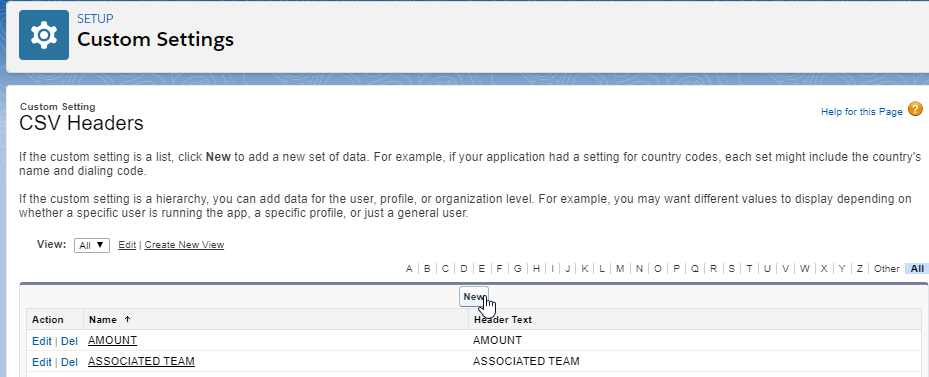 SETUP
Custom Settings
Custom Setting
CSV Headers
Help for this Page ?
If the custom setting is a list, click New to add a new set of data. For example, if your application had a setting for country codes, each set might include the country's
name and dialing code.
If the custom setting is a hierarchy, you can add data for the user, profile, or organization level. For example, you may want different values to display depending on
whether a specific user is running the app, a specific profile, or just a general user.
View: All ▼ Edit | Create New View
A | B | C | D | E | F | G | H | I | J | K | L | M | N | O | P | Q | R | S | T | U | V | W | X | Y | Z | Other | All
New
Action Name ↑ Header Text
Edit | Del AMOUNT AMOUNT
Edit | Del ASSOCIATED TEAM ASSOCIATED TEAM